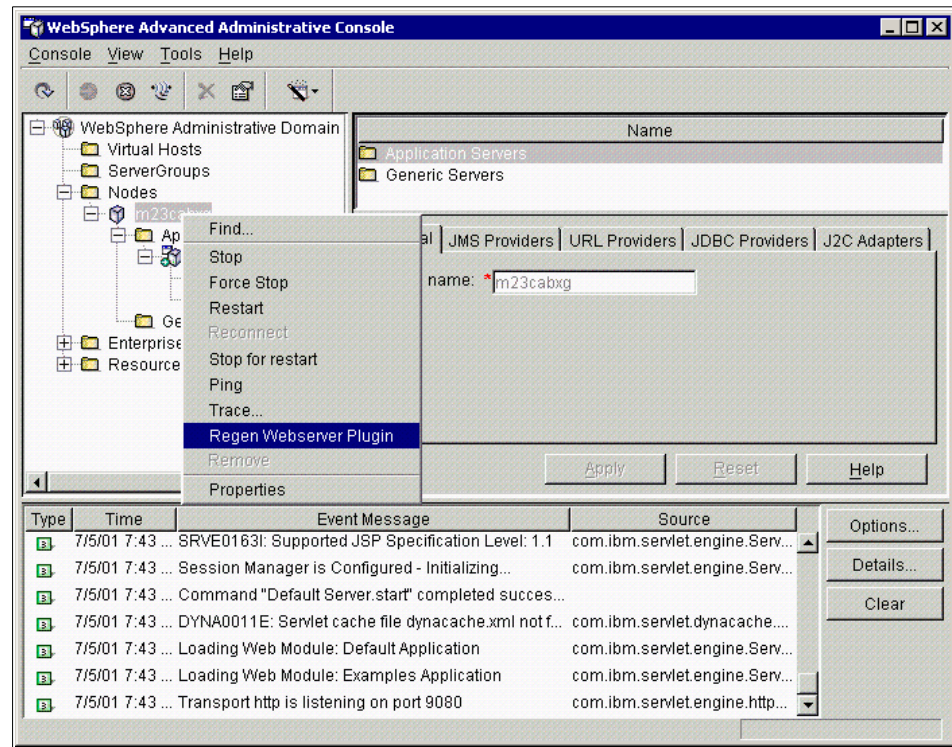 WebSphere Advanced Administrative Console
Console View Tools Help
WebSphere Administrative Domain
Virtual Hosts
ServerGroups
Nodes
m23cabxg
Ap
Ge
Enterprise
Resource
Name
Application Servers
Generic Servers
Find...
Stop
Force Stop
Restart
Reconnect
Stop for restart
Ping
Trace...
Regen Webserver Plugin
Remove
Properties
al JMS Providers URL Providers JDBC Providers J2C Adapters
name: *m23cabxg
Apply Reset Help
Type Time Event Message Source
7/5/01 7:43 ... SRVE0163I: Supported JSP Specification Level: 1.1 com.ibm.servlet.engine.Serv...
7/5/01 7:43 ... Session Manager is Configured - Initializing... com.ibm.servlet.engine.Serv...
7/5/01 7:43 ... Command "Default Server.start" completed succes...
7/5/01 7:43 ... DYNA0011E: Servlet cache file dynacache.xml not f... com.ibm.servlet.dynacache....
7/5/01 7:43 ... Loading Web Module: Default Application com.ibm.servlet.engine.Serv...
7/5/01 7:43 ... Loading Web Module: Examples Application com.ibm.servlet.engine.Serv...
7/5/01 7:43 ... Transport http is listening on port 9080 com.ibm.servlet.engine.http...
Options...
Details...
Clear